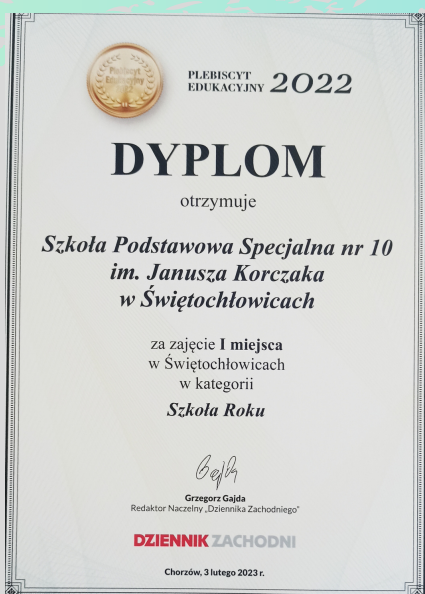 PLEBISCYT
EDUKACYJNY 2022
DYPLOM
otrzymuje
Szkoła Podstawowa Specjalna nr 10
im. Janusza Korczaka
w Świętochłowicach
za zajęcie I miejsca
w Świętochłowicach
w kategorii
Szkoła Roku
Grzegorz Gajda
Redaktor Naczelny „Dziennika Zachodniego”
DZIENNIK ZACHODNI
Chorzów, 3 lutego 2023 r.